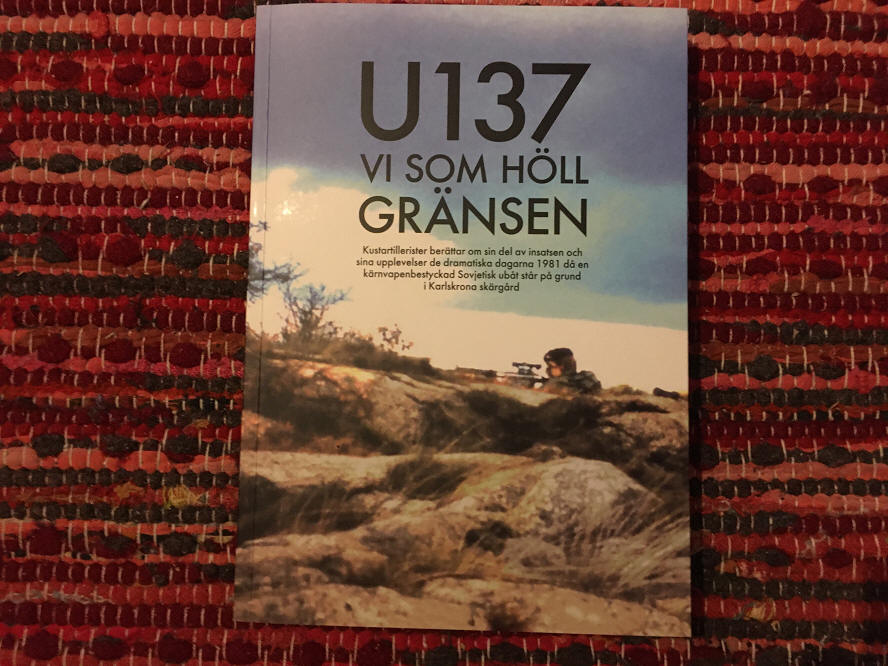 U137
VI SOM HÖLL
GRÄNSEN
Kustartillerister berättar om sin del av insatsen och
sina upplevelser de dramatiska dagarna 1981 då en
kärnvapenbestyckad Sovjetisk ubåt står på grund
i Karlskrona skärgård